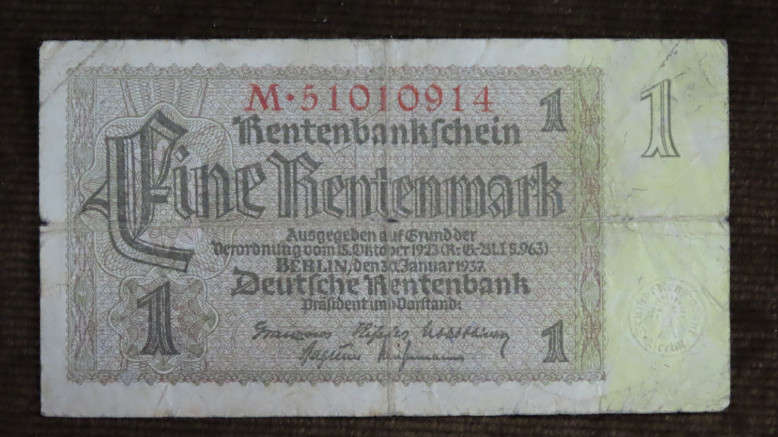 M·51010914
Rentenbankschein
1
1
Eine Rentenmark
Ausgegeben auf Grund der
Verordnung vom 15. Oktober 1923 (R.-G.-Bl. I S. 963)
BERLIN, den 30. Januar 1937.
Deutsche Rentenbank
Präsident und Vorstand:
1
1